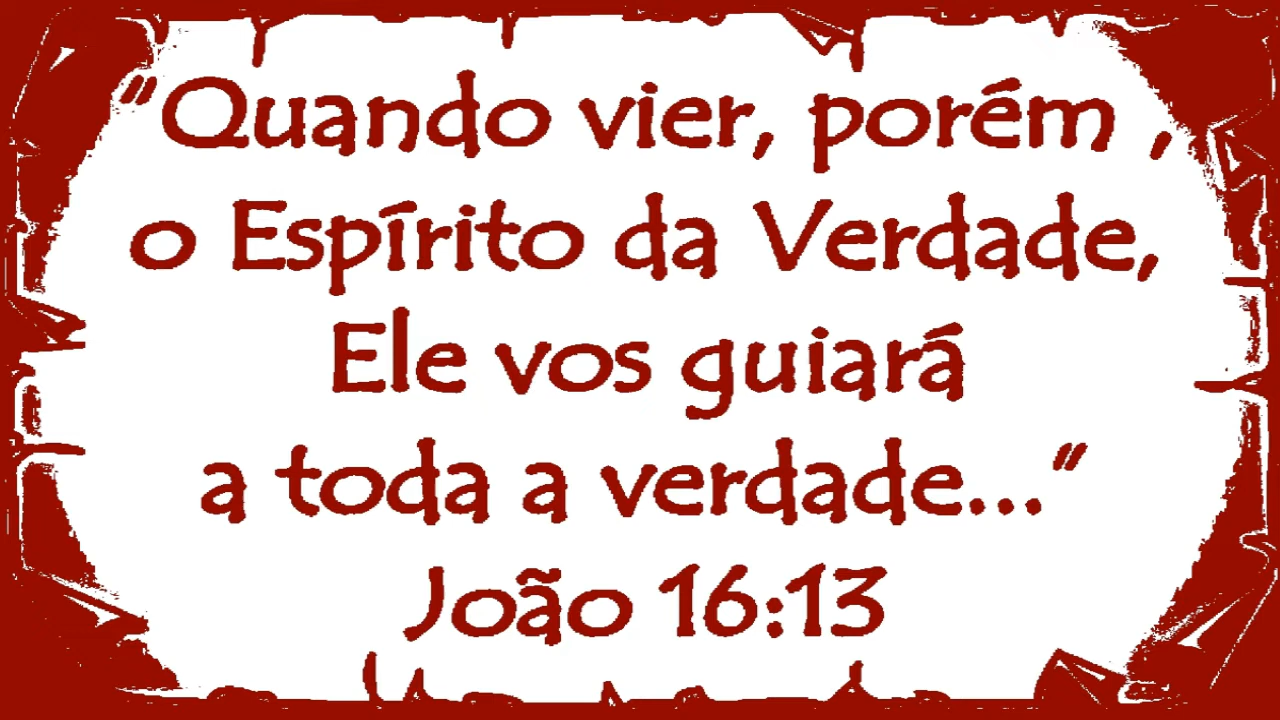 "Quando vier, porém ,
o Espírito da Verdade,
Ele vos guiará
a toda a verdade..."
João 16:13